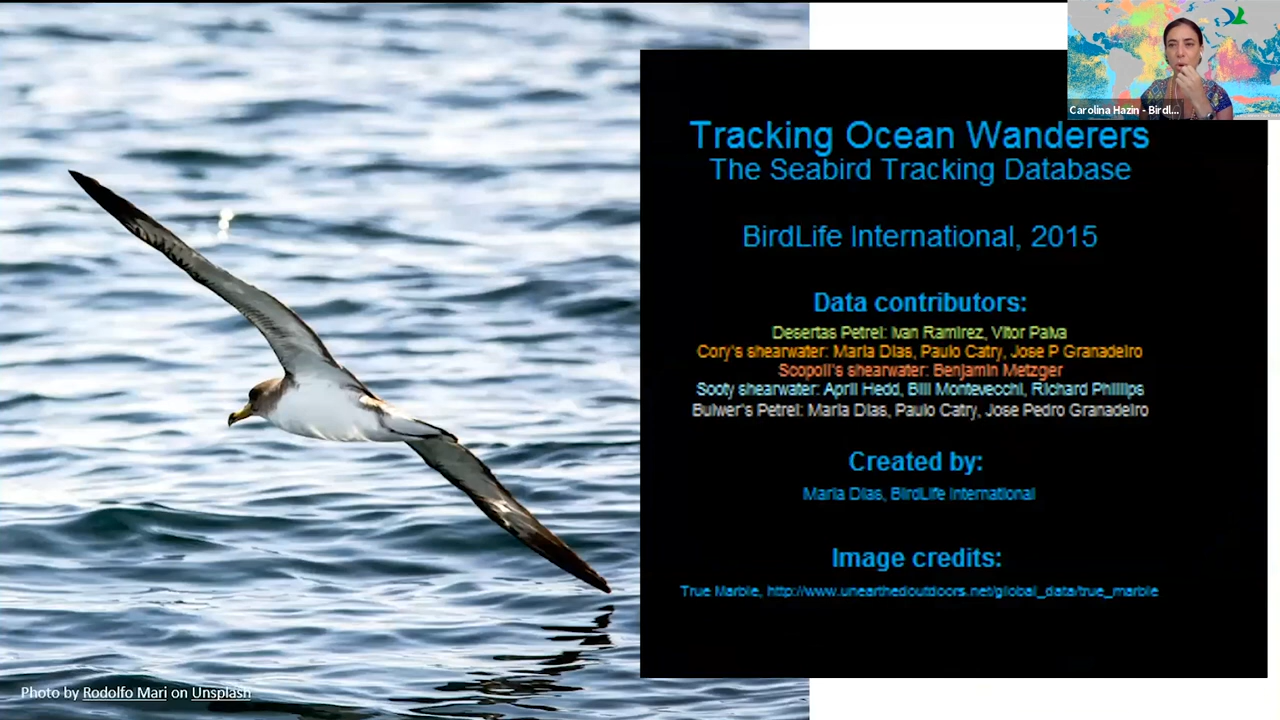 Carolina Hazin - Birdl...
Tracking Ocean Wanderers
The Seabird Tracking Database
BirdLife International, 2015
Data contributors:
Desertas Petrel: Ivan Ramirez, Vitor Paiva
Cory's shearwater: Maria Dias, Paulo Catry, Jose P Granadeiro
Scopoli's shearwater: Benjamin Metzger
Sooty shearwater: April Hedd, Bill Montevecchi, Richard Phillips
Bulwer's Petrel: Maria Dias, Paulo Catry, Jose Pedro Granadeiro
Created by:
Maria Dias, BirdLife International
Image credits:
True Marble, http://www.unearthedoutdoors.net/global_data/true_marble
Photo by Rodolfo Mari on Unsplash